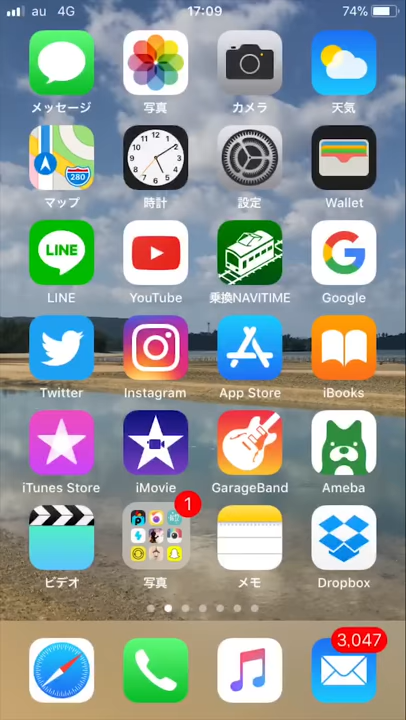 au 4G 17:09 74%
メッセージ 写真 カメラ 天気
280
マップ 時計 設定 Wallet
LINE
LINE YouTube 乗換NAVITIME Google
Twitter Instagram App Store iBooks
iTunes Store iMovie GarageBand Ameba
1
ビデオ 写真 メモ Dropbox
3,047